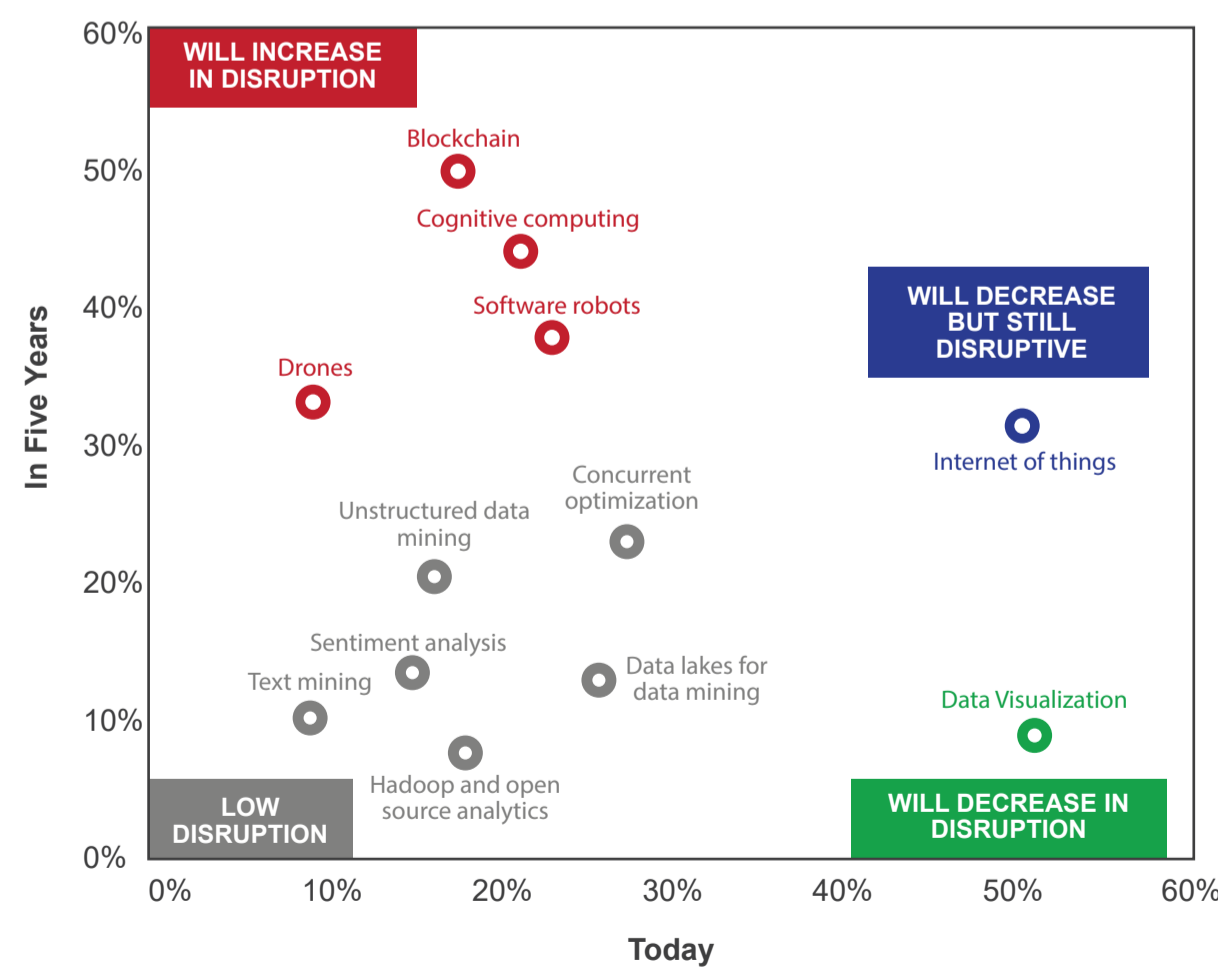 60%
WILL INCREASE
IN DISRUPTION
Blockchain
50%
Cognitive computing
WILL DECREASE
BUT STILL
DISRUPTIVE
Software robots
40%
Drones
In Five Years
30%
Internet of things
Concurrent
optimization
Unstructured data
mining
20%
Sentiment analysis
Text mining
Data lakes for
data mining
Data Visualization
10%
Hadoop and open
source analytics
LOW
DISRUPTION
WILL DECREASE IN
DISRUPTION
0%
0% 10% 20% 30% 40% 50% 60%
Today